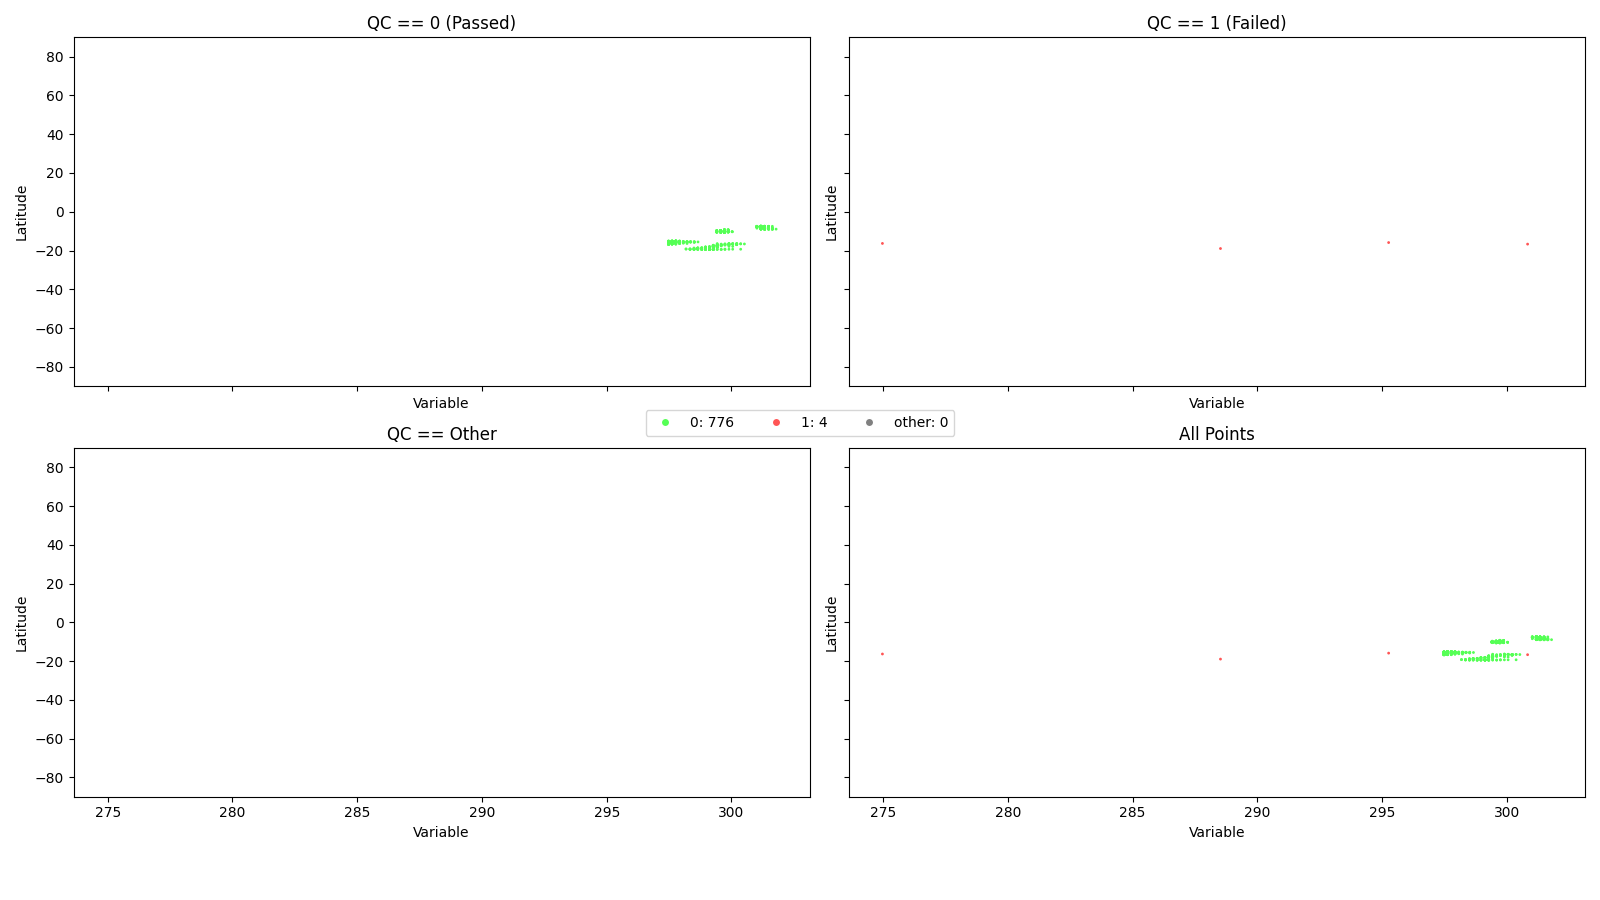 QC == 0 (Passed)
QC == 1 (Failed)
80
60
40
20
0
−20
−40
−60
−80
Latitude
Latitude
Variable
Variable
0: 776
1: 4
other: 0
QC == Other
All Points
80
60
40
20
0
−20
−40
−60
−80
Latitude
Latitude
275 280 285 290 295 300
275 280 285 290 295 300
Variable
Variable